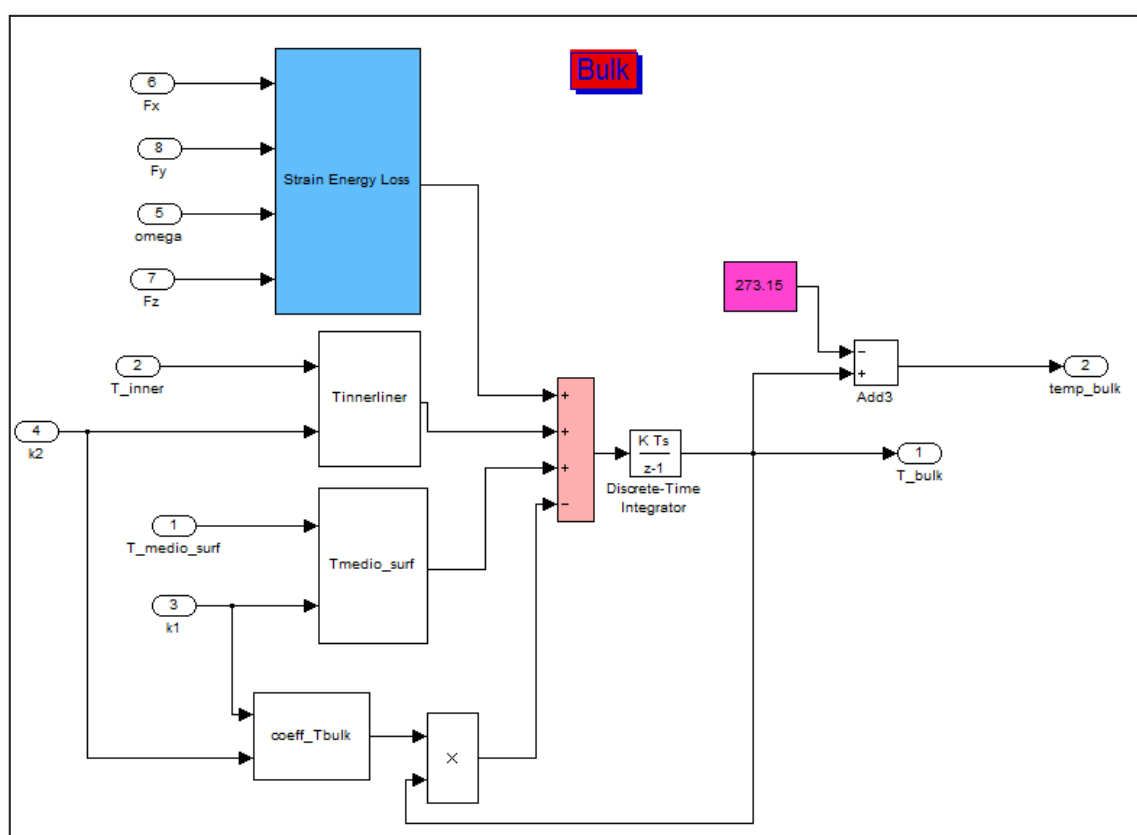 Bulk
6
Fx
8
Fy
5
omega
7
Fz
Strain Energy Loss
2
T_inner
4
k2
Tinnerliner
1
T_medio_surf
3
k1
Tmedio_surf
coeff_Tbulk
×
+
+
+
−
K Ts
z-1
Discrete-Time
Integrator
273.15
−
+
Add3
2
temp_bulk
1
T_bulk